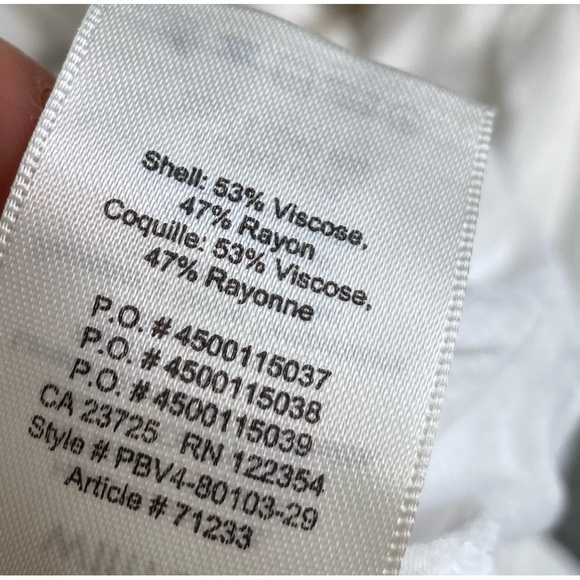 Shell: 53% Viscose,
47% Rayon
Coquille: 53% Viscose,
47% Rayonne
P.O. # 4500115037
P.O. # 4500115038
P.O. # 4500115039
CA 23725 RN 122354
Style # PBV4-80103-29
Article # 71233